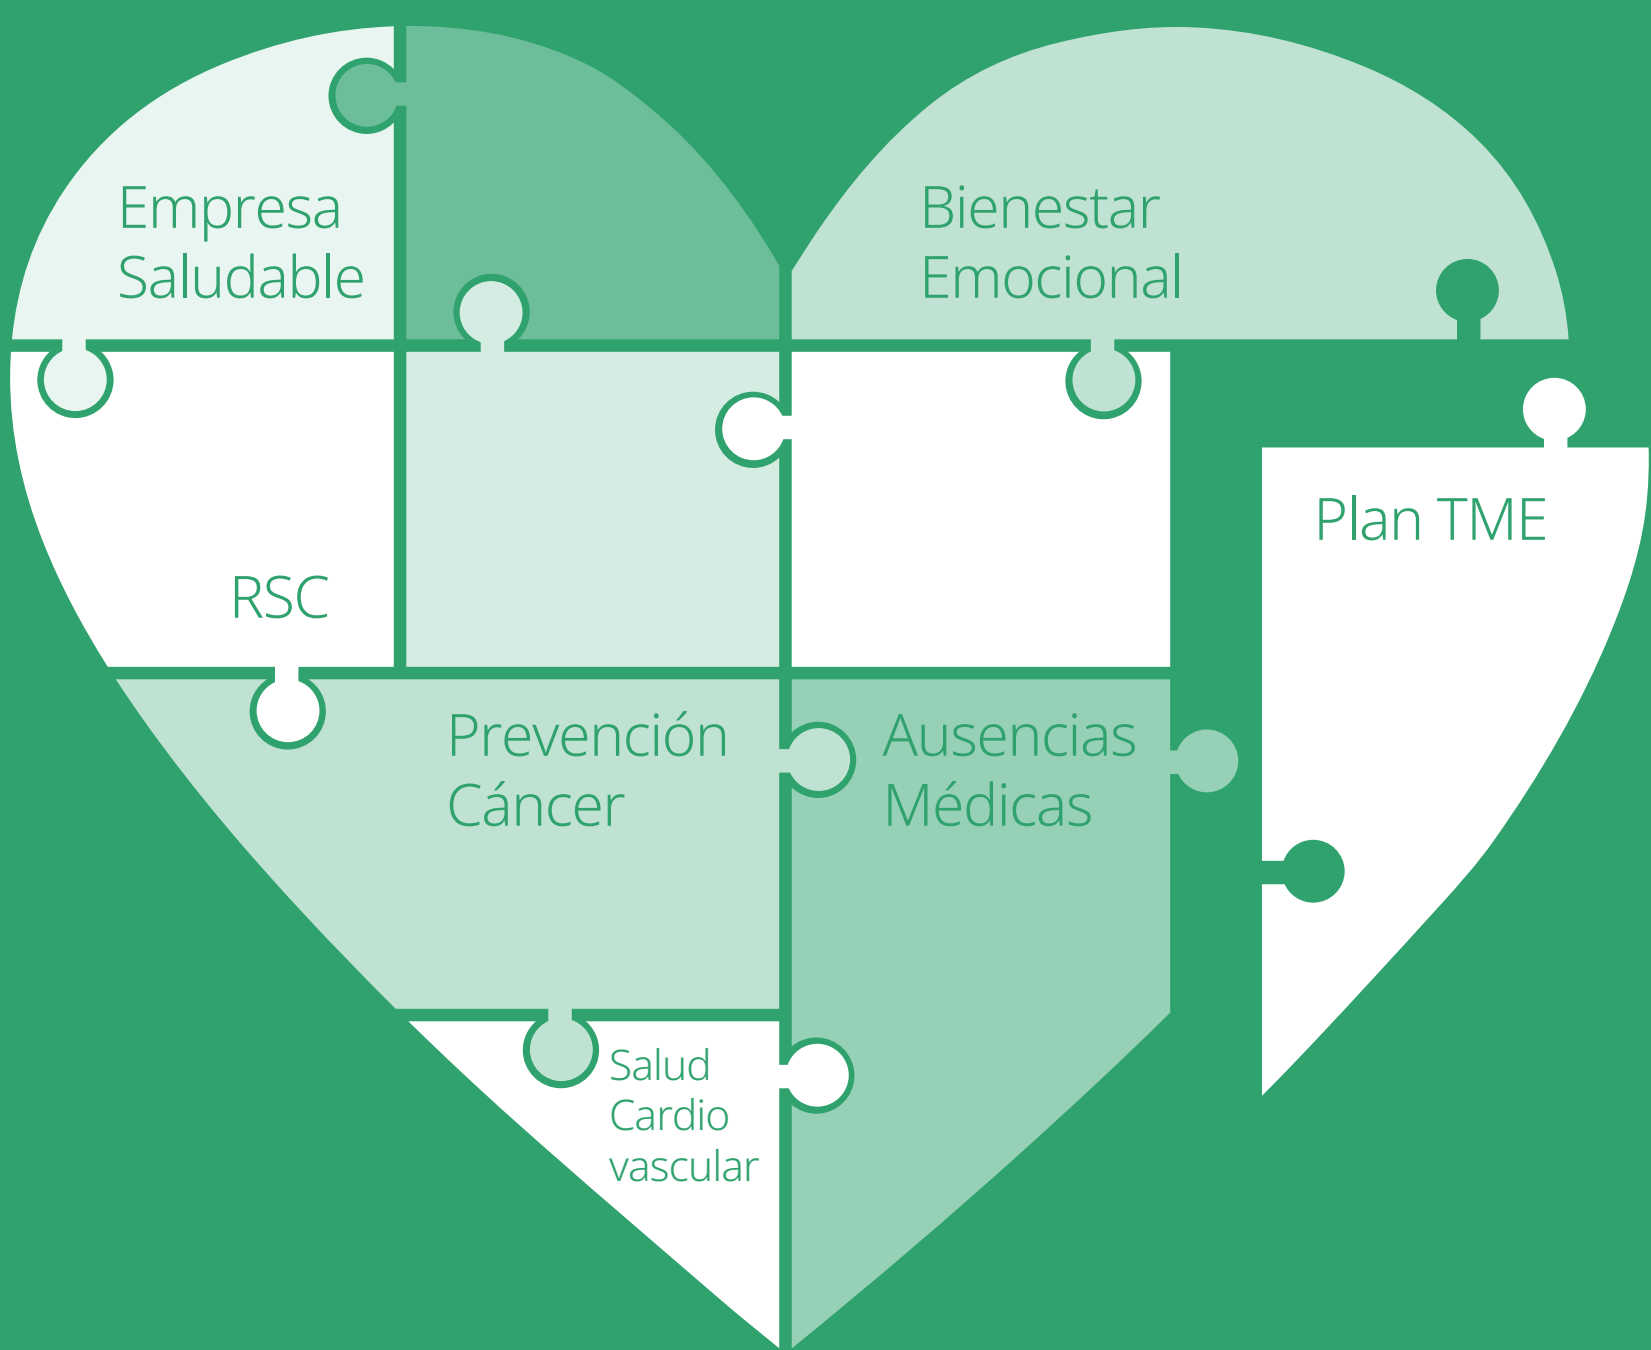 Empresa
Saludable
Bienestar
Emocional
Plan TME
RSC
Prevención
Cáncer
Ausencias
Médicas
Salud
Cardio
vascular